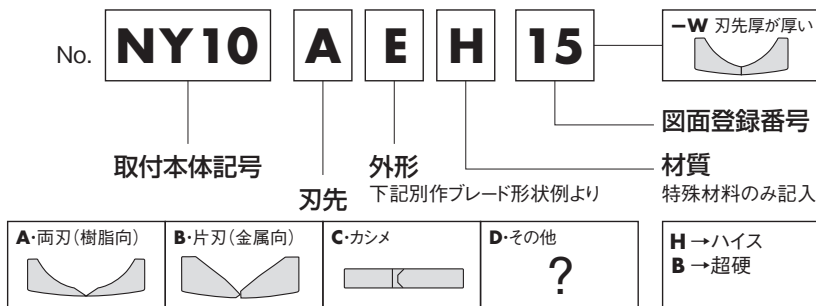 No. NY10 A E H 15
−W 刃先厚が厚い
図面登録番号
取付本体記号
刃先
外形
下記別作ブレード形状例より
材質
特殊材料のみ記入
A･両刃(樹脂向)
B･片刃(金属向)
C･カシメ
D･その他
?
H→ハイス
B→超硬